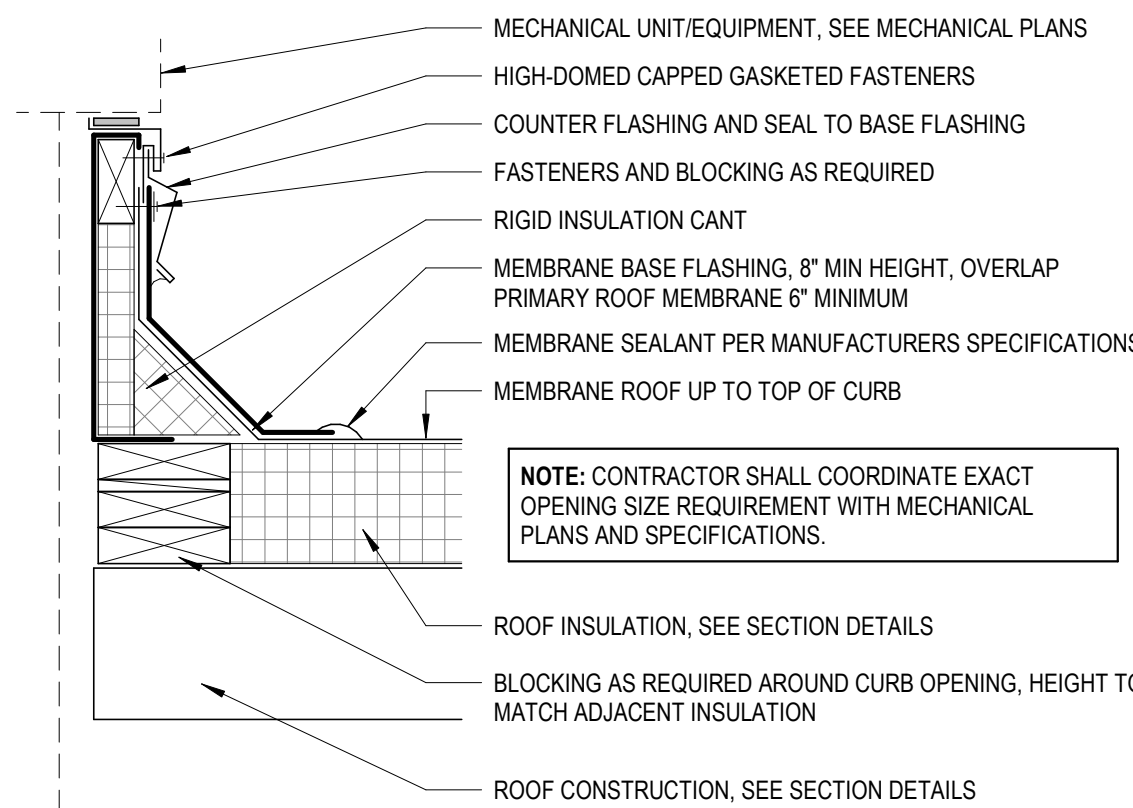 MECHANICAL UNIT/EQUIPMENT, SEE MECHANICAL PLANS
HIGH-DOMED CAPPED GASKETED FASTENERS
COUNTER FLASHING AND SEAL TO BASE FLASHING
FASTENERS AND BLOCKING AS REQUIRED
RIGID INSULATION CANT
MEMBRANE BASE FLASHING, 8" MIN HEIGHT, OVERLAP
PRIMARY ROOF MEMBRANE 6" MINIMUM
MEMBRANE SEALANT PER MANUFACTURERS SPECIFICATIONS
MEMBRANE ROOF UP TO TOP OF CURB
NOTE: CONTRACTOR SHALL COORDINATE EXACT
OPENING SIZE REQUIREMENT WITH MECHANICAL
PLANS AND SPECIFICATIONS.
ROOF INSULATION, SEE SECTION DETAILS
BLOCKING AS REQUIRED AROUND CURB OPENING, HEIGHT TO
MATCH ADJACENT INSULATION
ROOF CONSTRUCTION, SEE SECTION DETAILS